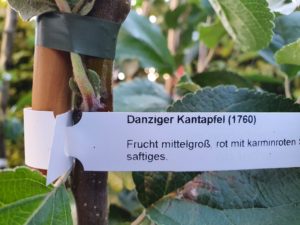 Danziger Kantapfel (1760)
Frucht mittelgroß, rot mit karminroten
saftiges.